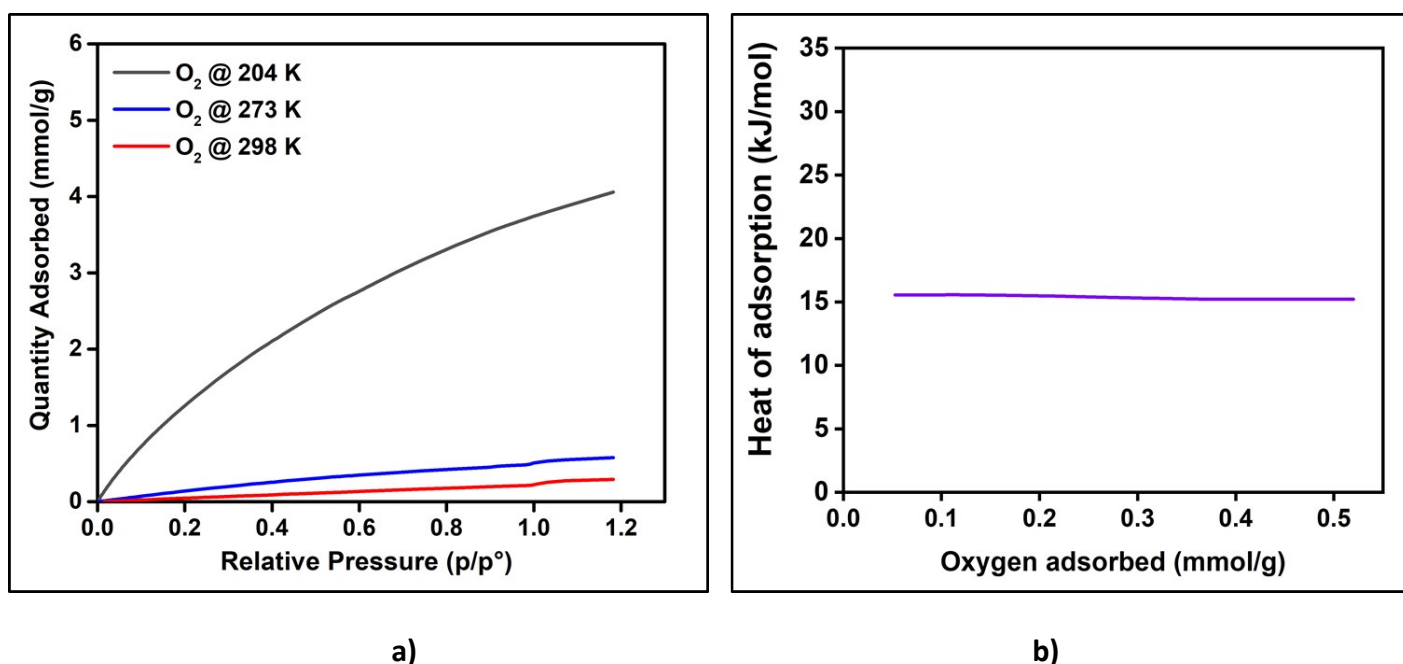 6
5
4
3
2
1
0
0.0 0.2 0.4 0.6 0.8 1.0 1.2
Quantity Adsorbed (mmol/g)
Relative Pressure (p/p°)
O₂ @ 204 K
O₂ @ 273 K
O₂ @ 298 K
a)
35
30
25
20
15
10
5
0
0.0 0.1 0.2 0.3 0.4 0.5
Heat of adsorption (kJ/mol)
Oxygen adsorbed (mmol/g)
b)